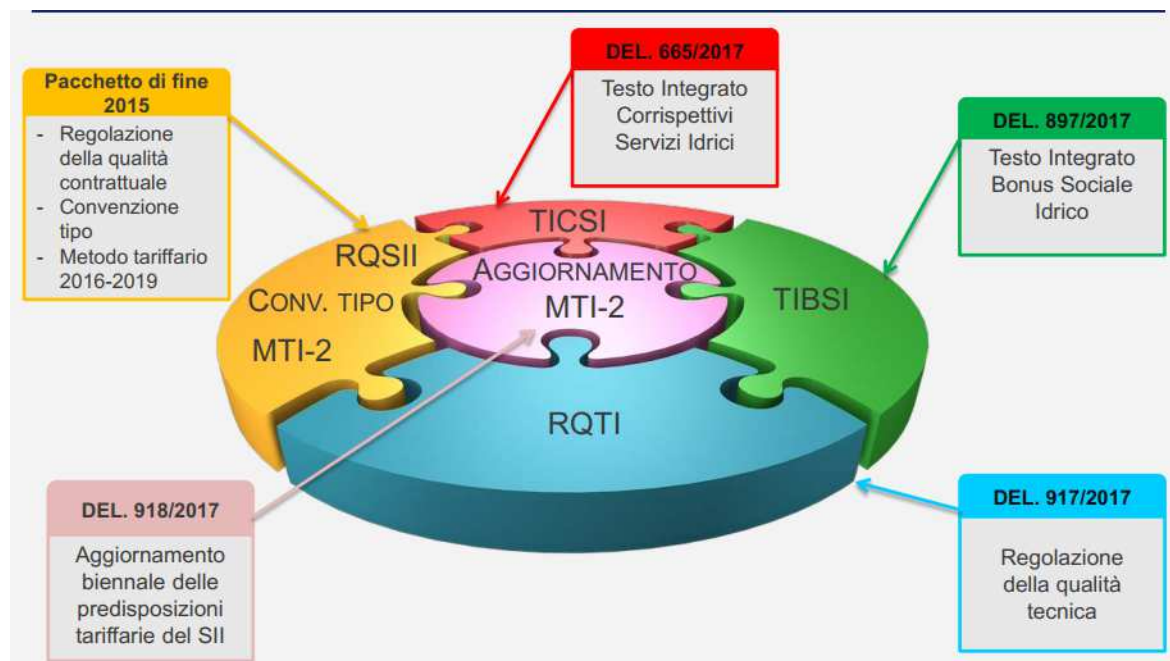 DEL. 665/2017
Testo Integrato
Corrispettivi
Servizi Idrici
Pacchetto di fine
2015
- Regolazione
della qualità
contrattuale
- Convenzione
tipo
- Metodo tariffario
2016-2019
DEL. 897/2017
Testo Integrato
Bonus Sociale
Idrico
TICSI
RQSII
CONV. TIPO
MTI-2
AGGIORNAMENTO
MTI-2
TIBSI
RQTI
DEL. 918/2017
Aggiornamento
biennale delle
predisposizioni
tariffarie del SII
DEL. 917/2017
Regolazione
della qualità
tecnica